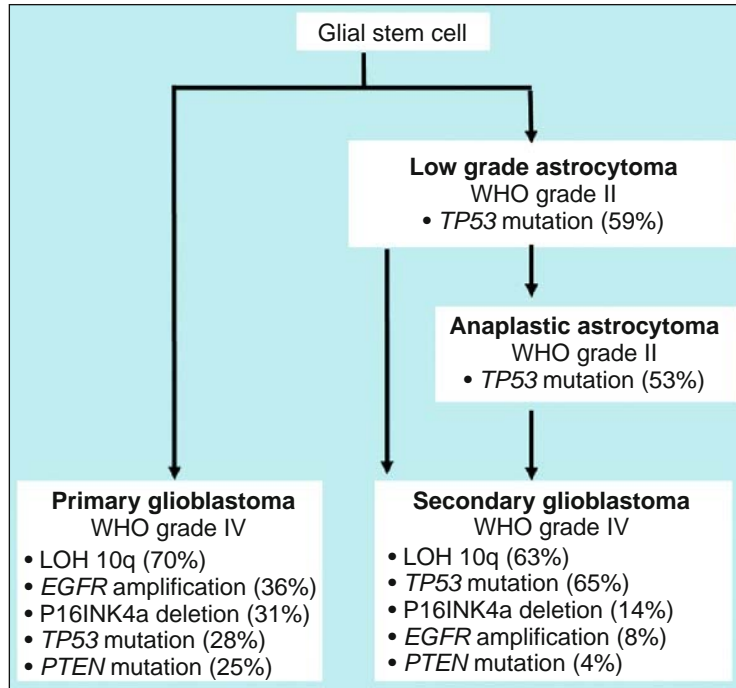 Glial stem cell
Low grade astrocytoma
WHO grade II
• TP53 mutation (59%)
Anaplastic astrocytoma
WHO grade II
• TP53 mutation (53%)
Primary glioblastoma
WHO grade IV
• LOH 10q (70%)
• EGFR amplification (36%)
• P16INK4a deletion (31%)
• TP53 mutation (28%)
• PTEN mutation (25%)
Secondary glioblastoma
WHO grade IV
• LOH 10q (63%)
• TP53 mutation (65%)
• P16INK4a deletion (14%)
• EGFR amplification (8%)
• PTEN mutation (4%)